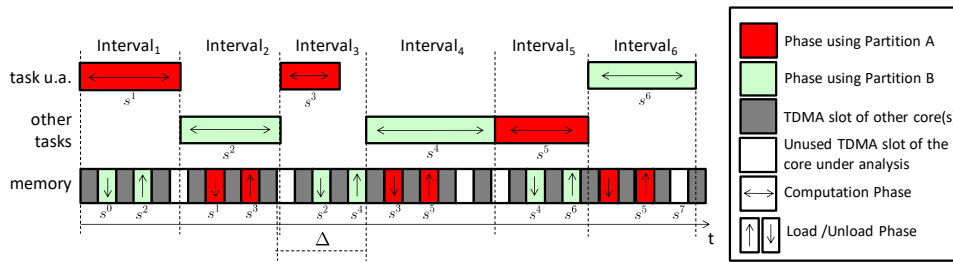 Interval₁ Interval₂ Interval₃ Interval₄ Interval₅ Interval₆
task u.a.
s¹ s³ s⁶
other
tasks
s² s⁴ s⁵
memory
s⁰ s² s¹ s³ s² s⁴ s³ s⁵ s⁴ s⁶ s⁵ s⁷
t
Δ
Phase using Partition A
Phase using Partition B
TDMA slot of other core(s)
Unused TDMA slot of the
core under analysis
Computation Phase
Load /Unload Phase